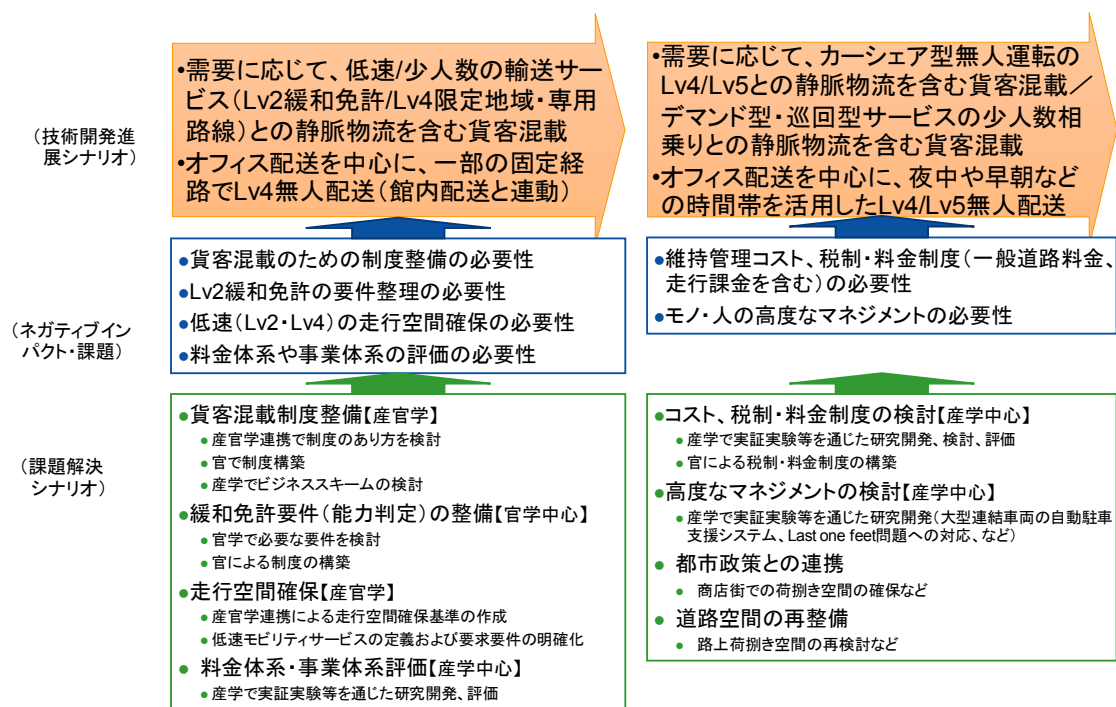 （技術開発進
展シナリオ）
•需要に応じて、低速/少人数の輸送サー
ビス（Lv2緩和免許/Lv4限定地域・専用
路線）との静脈物流を含む貨客混載
•オフィス配送を中心に、一部の固定経
路でLv4無人配送（館内配送と連動）
•需要に応じて、カーシェア型無人運転の
Lv4/Lv5との静脈物流を含む貨客混載／
デマンド型・巡回型サービスの少人数相
乗りとの静脈物流を含む貨客混載
•オフィス配送を中心に、夜中や早朝など
の時間帯を活用したLv4/Lv5無人配送
（ネガティブイン
パクト・課題）
●貨客混載のための制度整備の必要性
●Lv2緩和免許の要件整理の必要性
●低速（Lv2・Lv4）の走行空間確保の必要性
●料金体系や事業体系の評価の必要性
●維持管理コスト、税制・料金制度（一般道路料金、
走行課金を含む）の必要性
●モノ・人の高度なマネジメントの必要性
（課題解決
シナリオ）
●貨客混載制度整備【産官学】
●産官学連携で制度のあり方を検討
●官で制度構築
●産学でビジネススキームの検討
●緩和免許要件（能力判定）の整備【官学中心】
●官学で必要な要件を検討
●官による制度の構築
●走行空間確保【産官学】
●産官学連携による走行空間確保基準の作成
●低速モビリティサービスの定義および要求要件の明確化
● 料金体系・事業体系評価【産学中心】
●産学で実証実験等を通じた研究開発、評価
●コスト、税制・料金制度の検討【産学中心】
●産学で実証実験等を通じた研究開発、検討、評価
●官による税制・料金制度の構築
●高度なマネジメントの検討【産学中心】
●産学で実証実験等を通じた研究開発（大型連結車両の自動駐車
支援システム、Last one feet問題への対応、など）
● 都市政策との連携
● 商店街での荷捌き空間の確保など
● 道路空間の再整備
● 路上荷捌き空間の再検討など